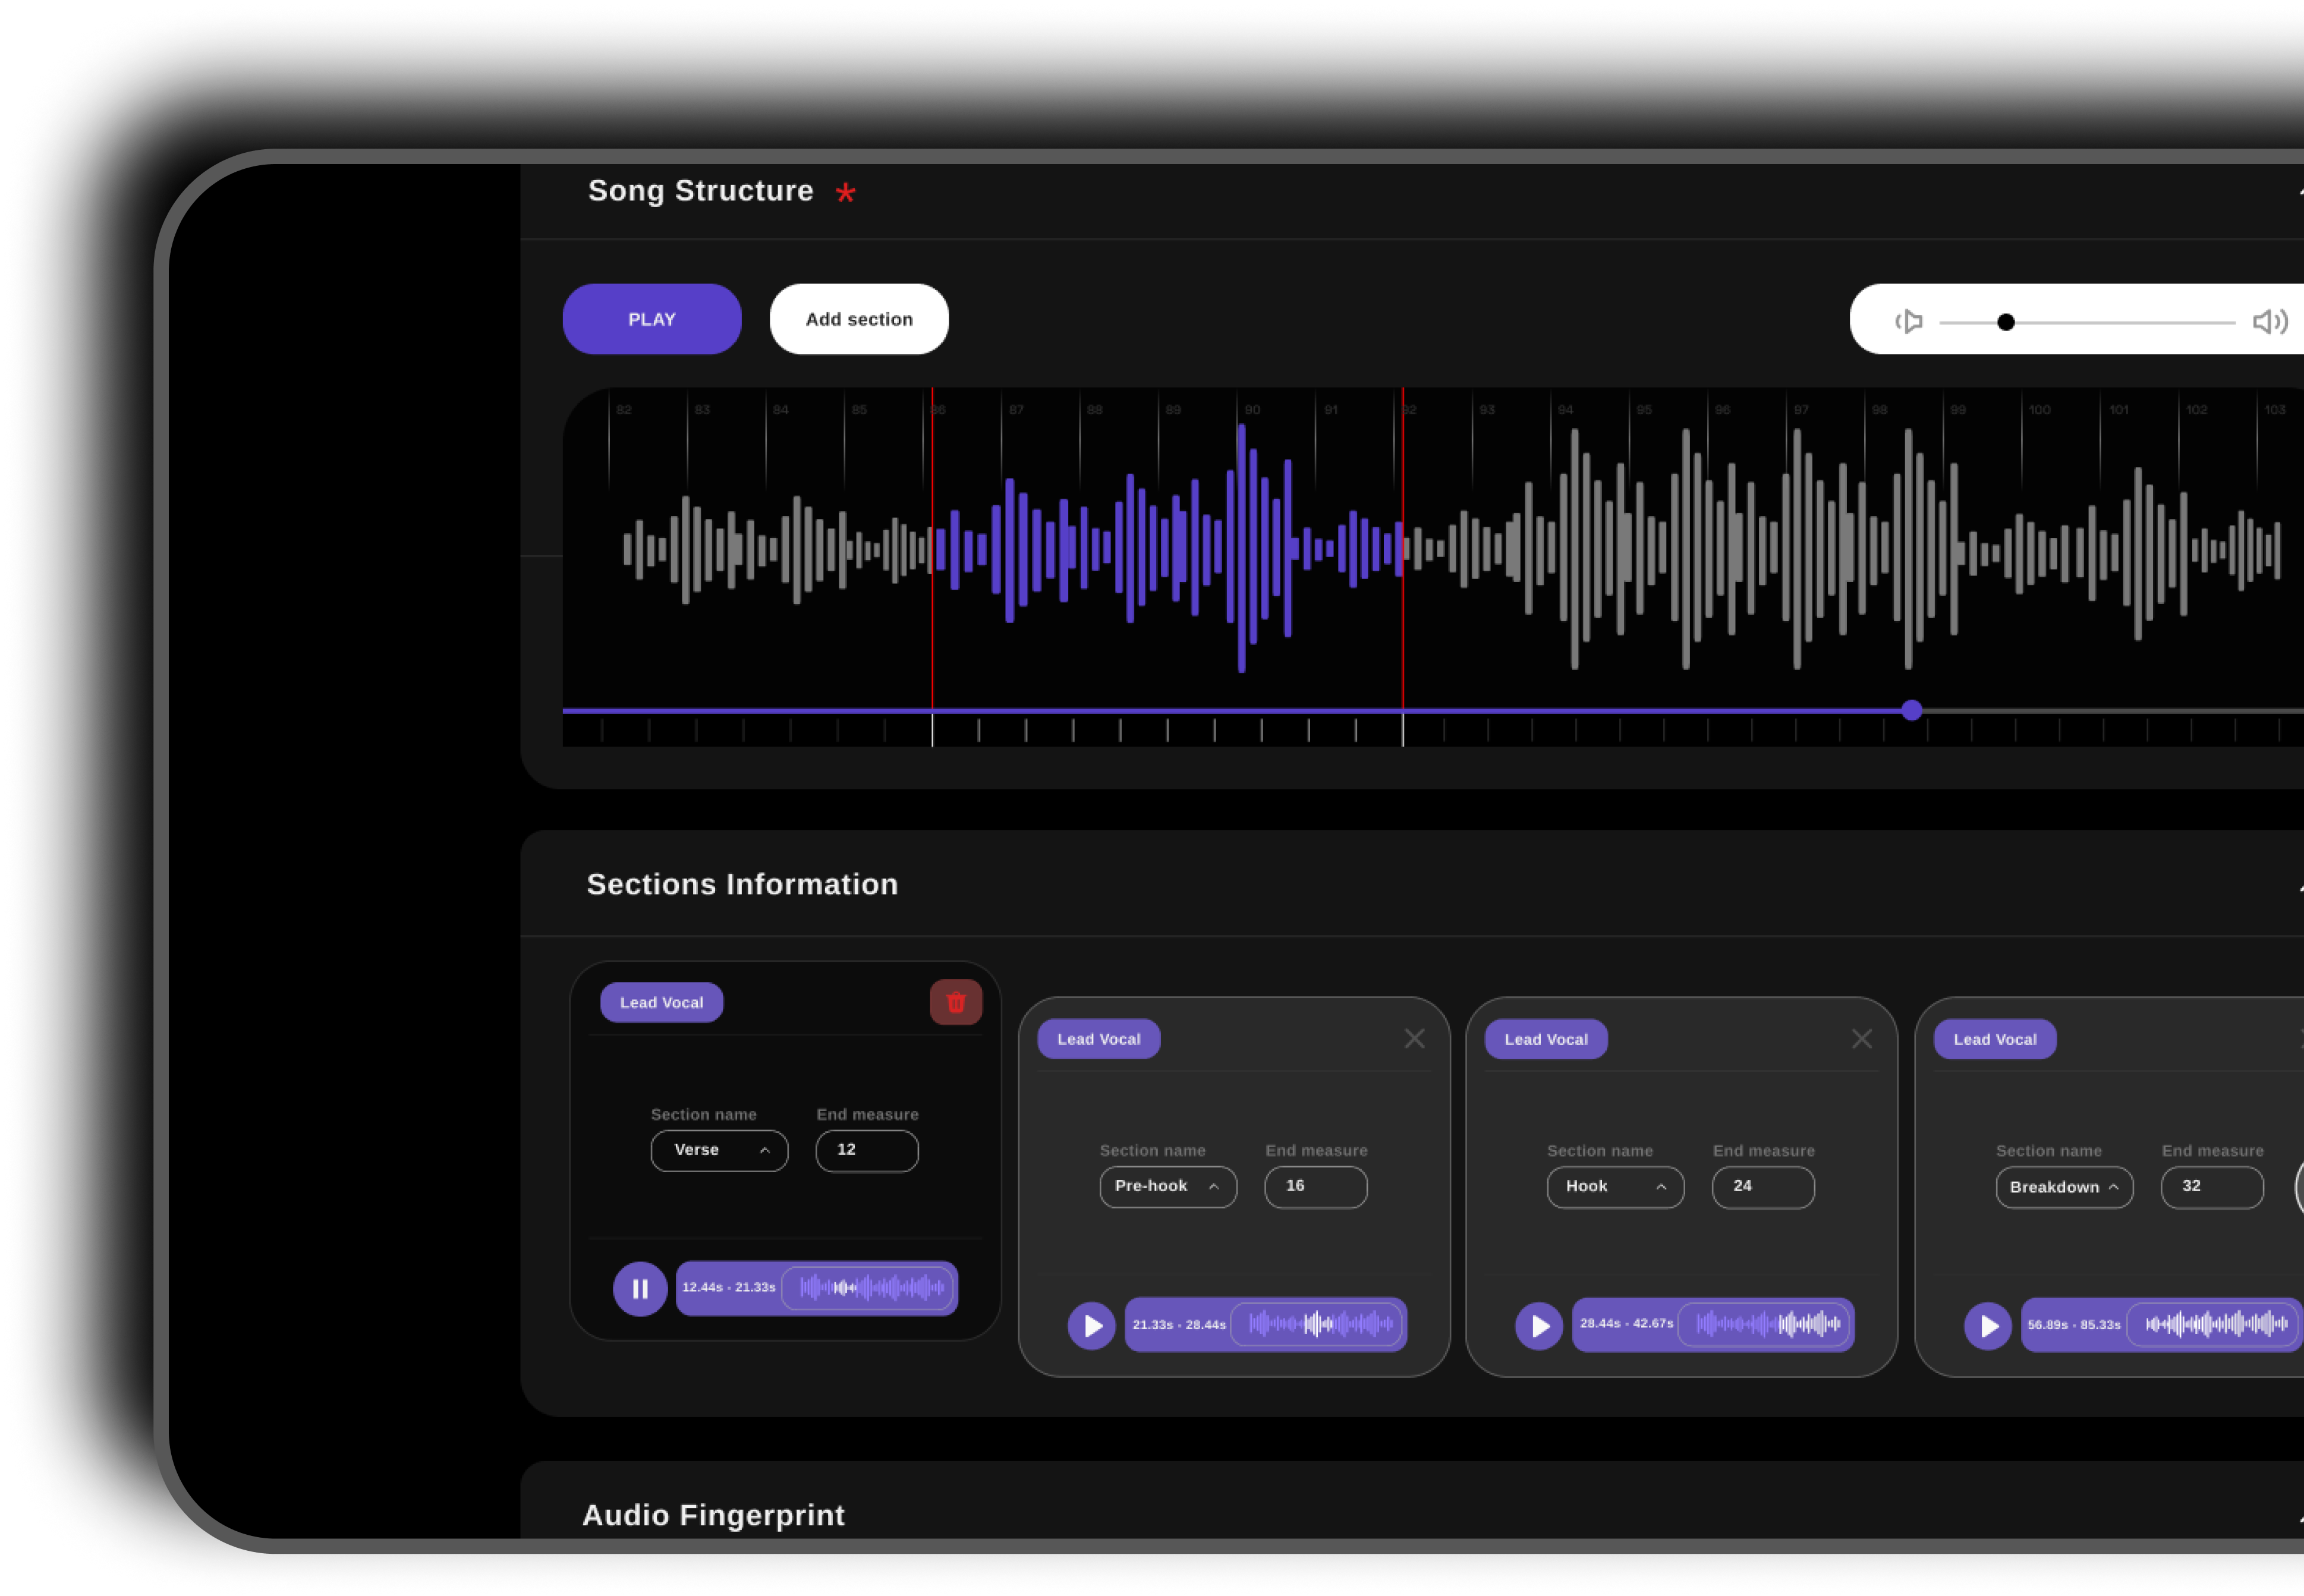 Song Structure *
PLAY
Add section
82 83 84 85 86 87 88 89 90 91 92 93 94 95 96 97 98 99 100 101 102 103
Sections Information
Lead Vocal
Section name End measure
Verse 12
12.44s - 21.33s
Lead Vocal
Section name End measure
Pre-hook 16
21.33s - 28.44s
Lead Vocal
Section name End measure
Hook 24
28.44s - 42.67s
Lead Vocal
Section name End measure
Breakdown 32
56.89s - 85.33s
Audio Fingerprint